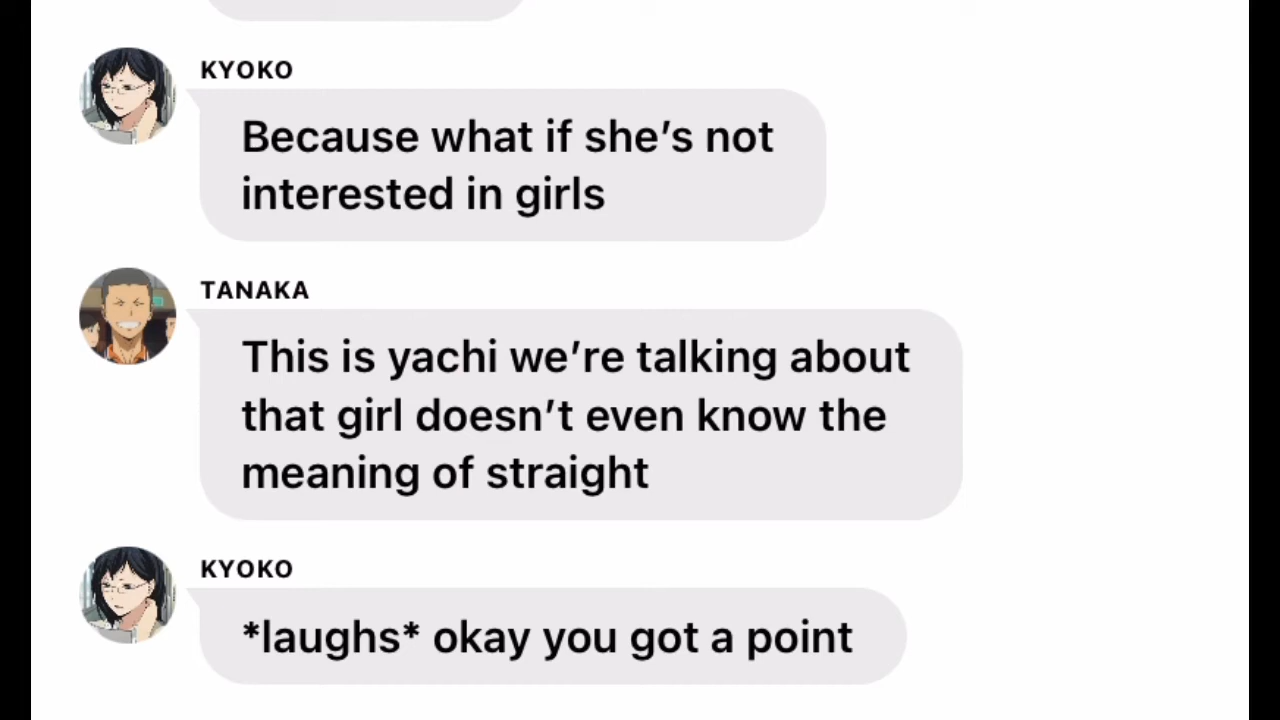 KYOKO
Because what if she’s not
interested in girls
TANAKA
This is yachi we’re talking about
that girl doesn’t even know the
meaning of straight
KYOKO
*laughs* okay you got a point